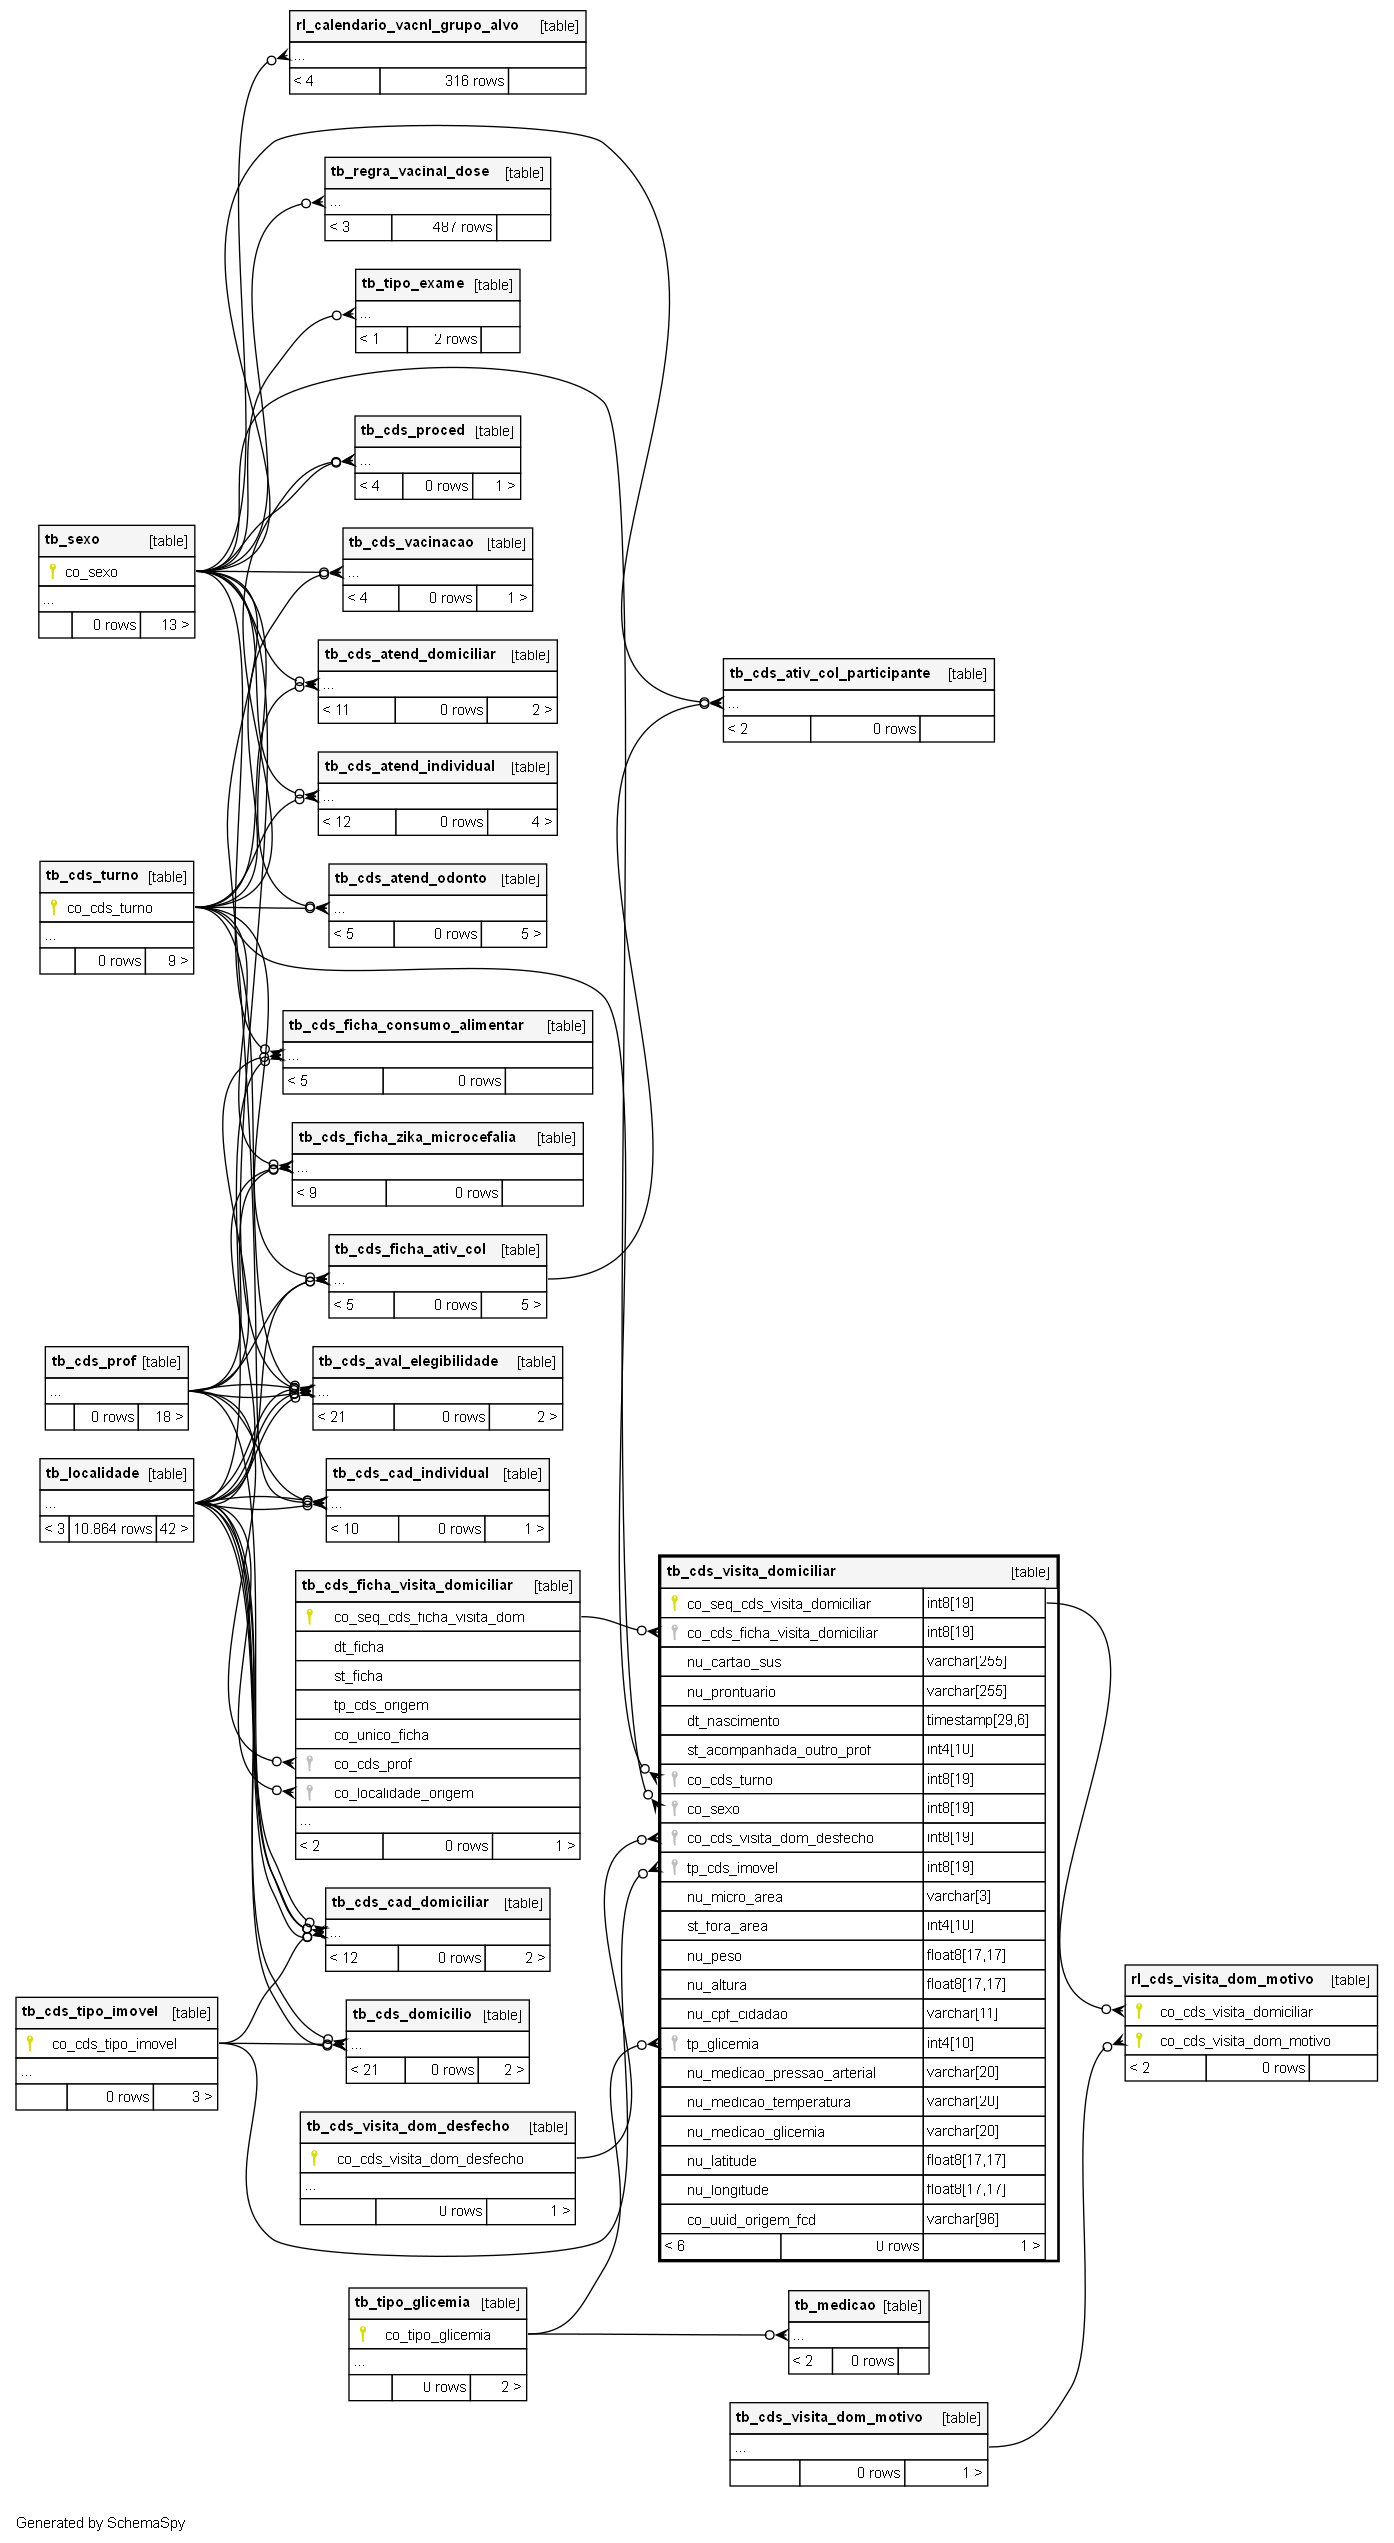 rl_calendario_vacnl_grupo_alvo [table]
...
< 4 316 rows
tb_regra_vacinal_dose [table]
...
< 3 487 rows
tb_tipo_exame [table]
...
< 1 2 rows
tb_cds_proced [table]
...
< 4 0 rows 1 >
tb_sexo [table]
co_sexo
...
0 rows 13 >
tb_cds_vacinacao [table]
...
< 4 0 rows 1 >
tb_cds_atend_domiciliar [table]
...
< 11 0 rows 2 >
tb_cds_ativ_col_participante [table]
...
< 2 0 rows
tb_cds_atend_individual [table]
...
< 12 0 rows 4 >
tb_cds_turno [table]
co_cds_turno
...
0 rows 9 >
tb_cds_atend_odonto [table]
...
< 5 0 rows 5 >
tb_cds_ficha_consumo_alimentar [table]
...
< 5 0 rows
tb_cds_ficha_zika_microcefalia [table]
...
< 9 0 rows
tb_cds_ficha_ativ_col [table]
...
< 5 0 rows 5 >
tb_cds_prof [table]
...
0 rows 18 >
tb_cds_aval_elegibilidade [table]
...
< 21 0 rows 2 >
tb_localidade [table]
...
< 3 10.864 rows 42 >
tb_cds_cad_individual [table]
...
< 10 0 rows 1 >
tb_cds_ficha_visita_domiciliar [table]
co_seq_cds_ficha_visita_dom
dt_ficha
st_ficha
tp_cds_origem
co_unico_ficha
co_cds_prof
co_localidade_origem
...
< 2 0 rows 1 >
tb_cds_visita_domiciliar [table]
co_seq_cds_visita_domiciliar int8[19]
co_cds_ficha_visita_domiciliar int8[19]
nu_cartao_sus varchar[255]
nu_prontuario varchar[255]
dt_nascimento timestamp[29,6]
st_acompanhada_outro_prof int4[10]
co_cds_turno int8[19]
co_sexo int8[19]
co_cds_visita_dom_desfecho int8[19]
tp_cds_imovel int8[19]
nu_micro_area varchar[3]
st_fora_area int4[10]
nu_peso float8[17,17]
nu_altura float8[17,17]
nu_cpf_cidadao varchar[11]
tp_glicemia int4[10]
nu_medicao_pressao_arterial varchar[20]
nu_medicao_temperatura varchar[20]
nu_medicao_glicemia varchar[20]
nu_latitude float8[17,17]
nu_longitude float8[17,17]
co_uuid_origem_fcd varchar[96]
< 6 0 rows 1 >
tb_cds_cad_domiciliar [table]
...
< 12 0 rows 2 >
rl_cds_visita_dom_motivo [table]
co_cds_visita_domiciliar
co_cds_visita_dom_motivo
< 2 0 rows
tb_cds_tipo_imovel [table]
co_cds_tipo_imovel
...
0 rows 3 >
tb_cds_domicilio [table]
...
< 21 0 rows 2 >
tb_cds_visita_dom_desfecho [table]
co_cds_visita_dom_desfecho
...
0 rows 1 >
tb_tipo_glicemia [table]
co_tipo_glicemia
...
0 rows 2 >
tb_medicao [table]
...
< 2 0 rows
tb_cds_visita_dom_motivo [table]
...
0 rows 1 >
Generated by SchemaSpy